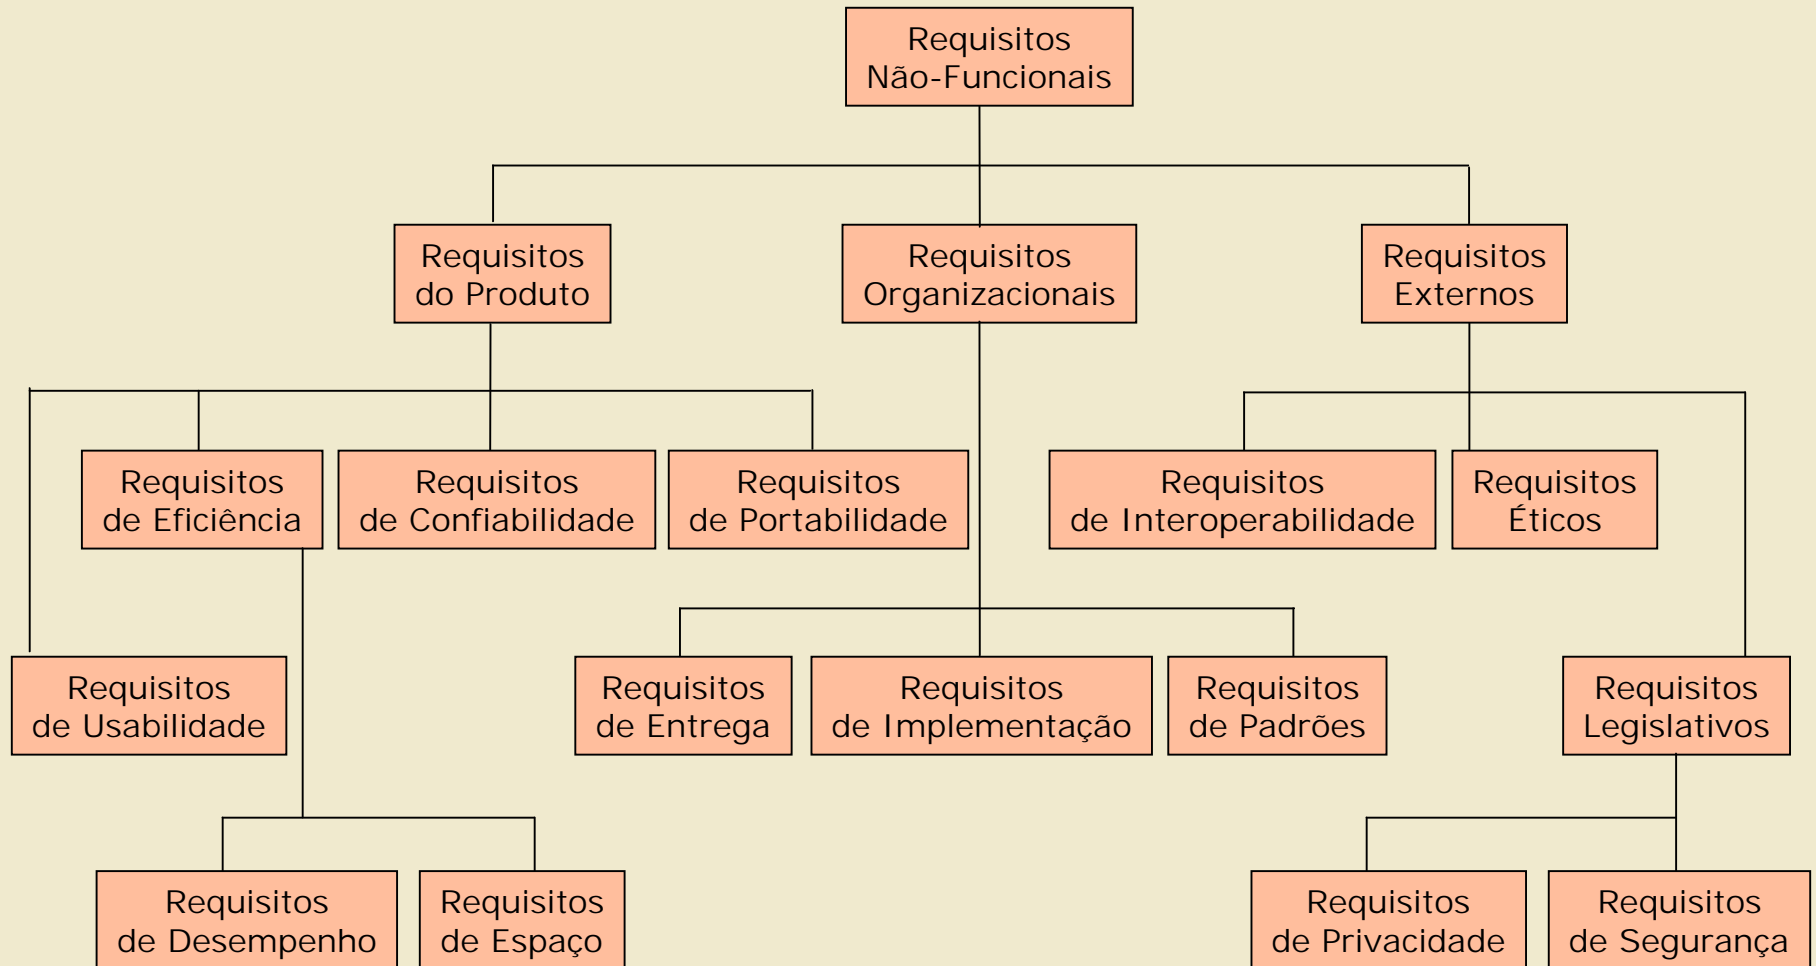 Requisitos
Não-Funcionais
Requisitos
do Produto
Requisitos
Organizacionais
Requisitos
Externos
Requisitos
de Eficiência
Requisitos
de Confiabilidade
Requisitos
de Portabilidade
Requisitos
de Interoperabilidade
Requisitos
Éticos
Requisitos
de Usabilidade
Requisitos
de Entrega
Requisitos
de Implementação
Requisitos
de Padrões
Requisitos
Legislativos
Requisitos
de Desempenho
Requisitos
de Espaço
Requisitos
de Privacidade
Requisitos
de Segurança